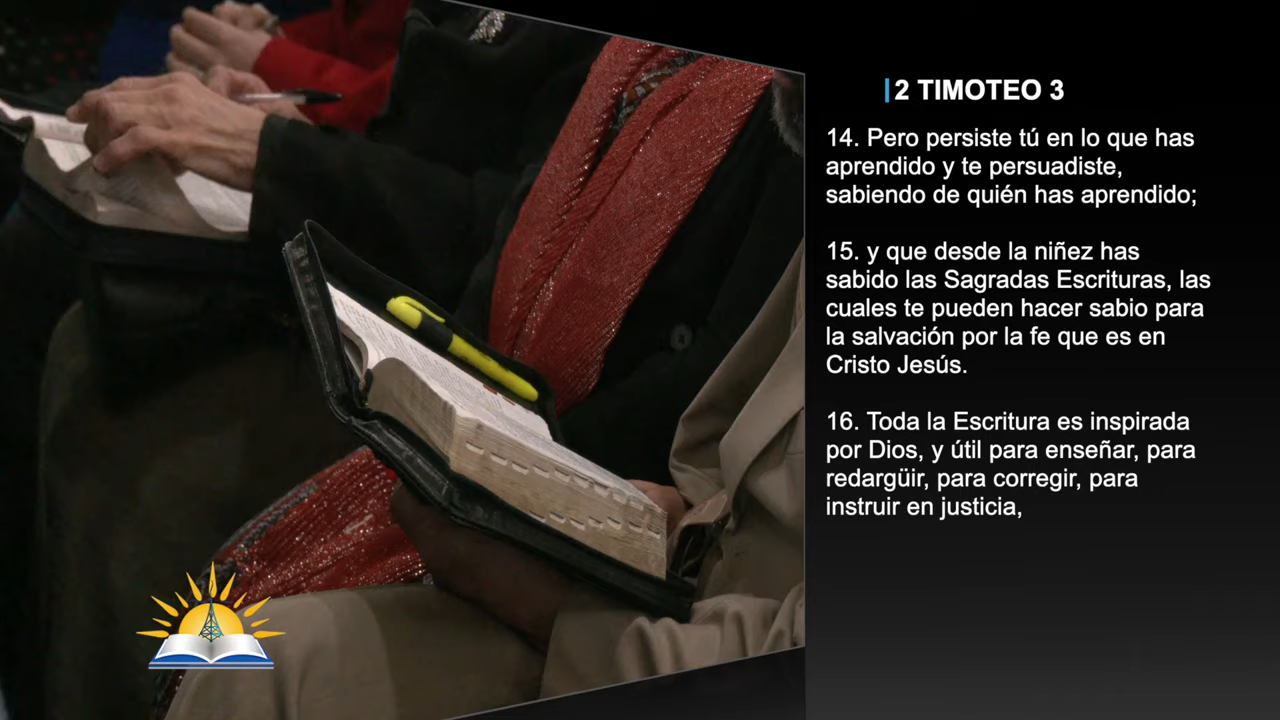 2 TIMOTEO 3
14. Pero persiste tú en lo que has
aprendido y te persuadiste,
sabiendo de quién has aprendido;
15. y que desde la niñez has
sabido las Sagradas Escrituras, las
cuales te pueden hacer sabio para
la salvación por la fe que es en
Cristo Jesús.
16. Toda la Escritura es inspirada
por Dios, y útil para enseñar, para
redargüir, para corregir, para
instruir en justicia,